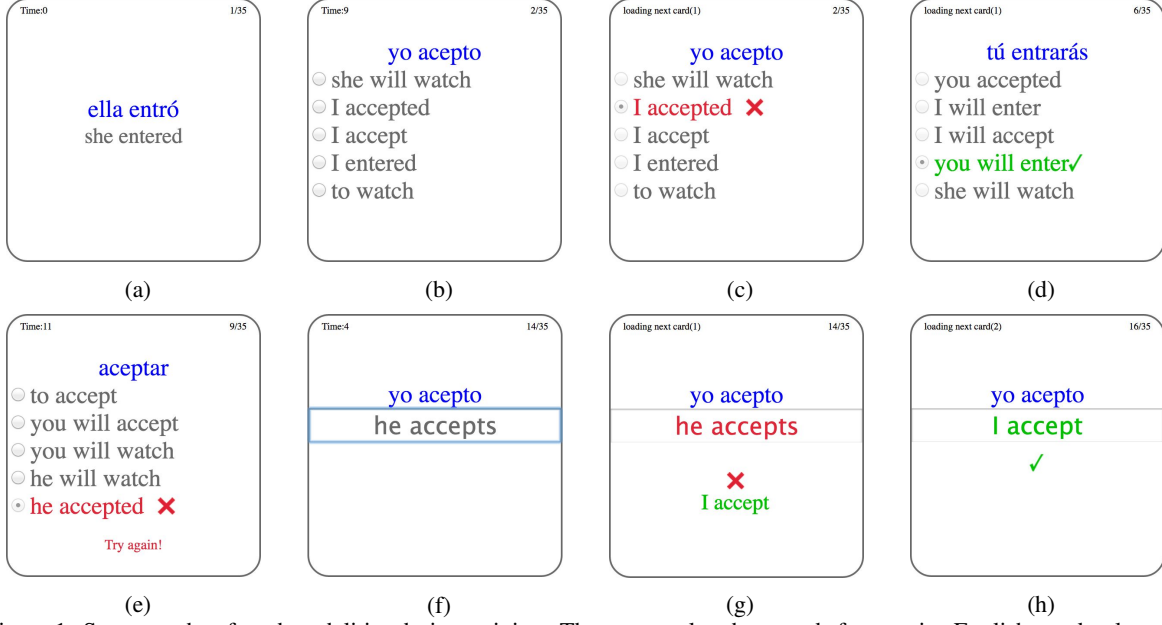 Time:0 1/35
ella entró
she entered
(a)
Time:9 2/35
yo acepto
she will watch
I accepted
I accept
I entered
to watch
(b)
loading next card(1) 2/35
yo acepto
she will watch
I accepted ✗
I accept
I entered
to watch
(c)
loading next card(1) 6/35
tú entrarás
you accepted
I will enter
I will accept
you will enter✓
she will watch
(d)
Time:11 9/35
aceptar
to accept
you will accept
you will watch
he will watch
he accepted ✗
Try again!
(e)
Time:4 14/35
yo acepto
he accepts
(f)
loading next card(1) 14/35
yo acepto
he accepts
✗
I accept
(g)
loading next card(2) 16/35
yo acepto
I accept
✓
(h)